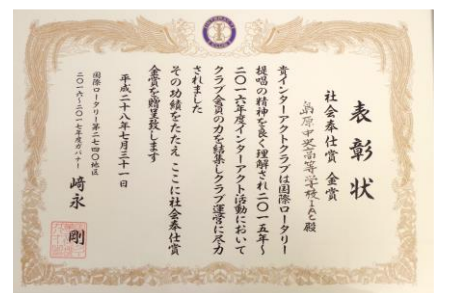 表彰状
社会奉仕賞 金賞
島原中央高等学校IAC殿
貴インターアクトクラブは国際ロータリー
提唱の精神を良く理解され二〇一五年〜
二〇一六年度インターアクト活動において
クラブ会員の力を結集しクラブ運営に尽力
されました
その功績をたたえ ここに社会奉仕賞
金賞を贈呈致します
平成二十八年七月三十一日
国際ロータリー第二七四〇地区
二〇一六〜二〇一七年度ガバナー
﨑永 剛